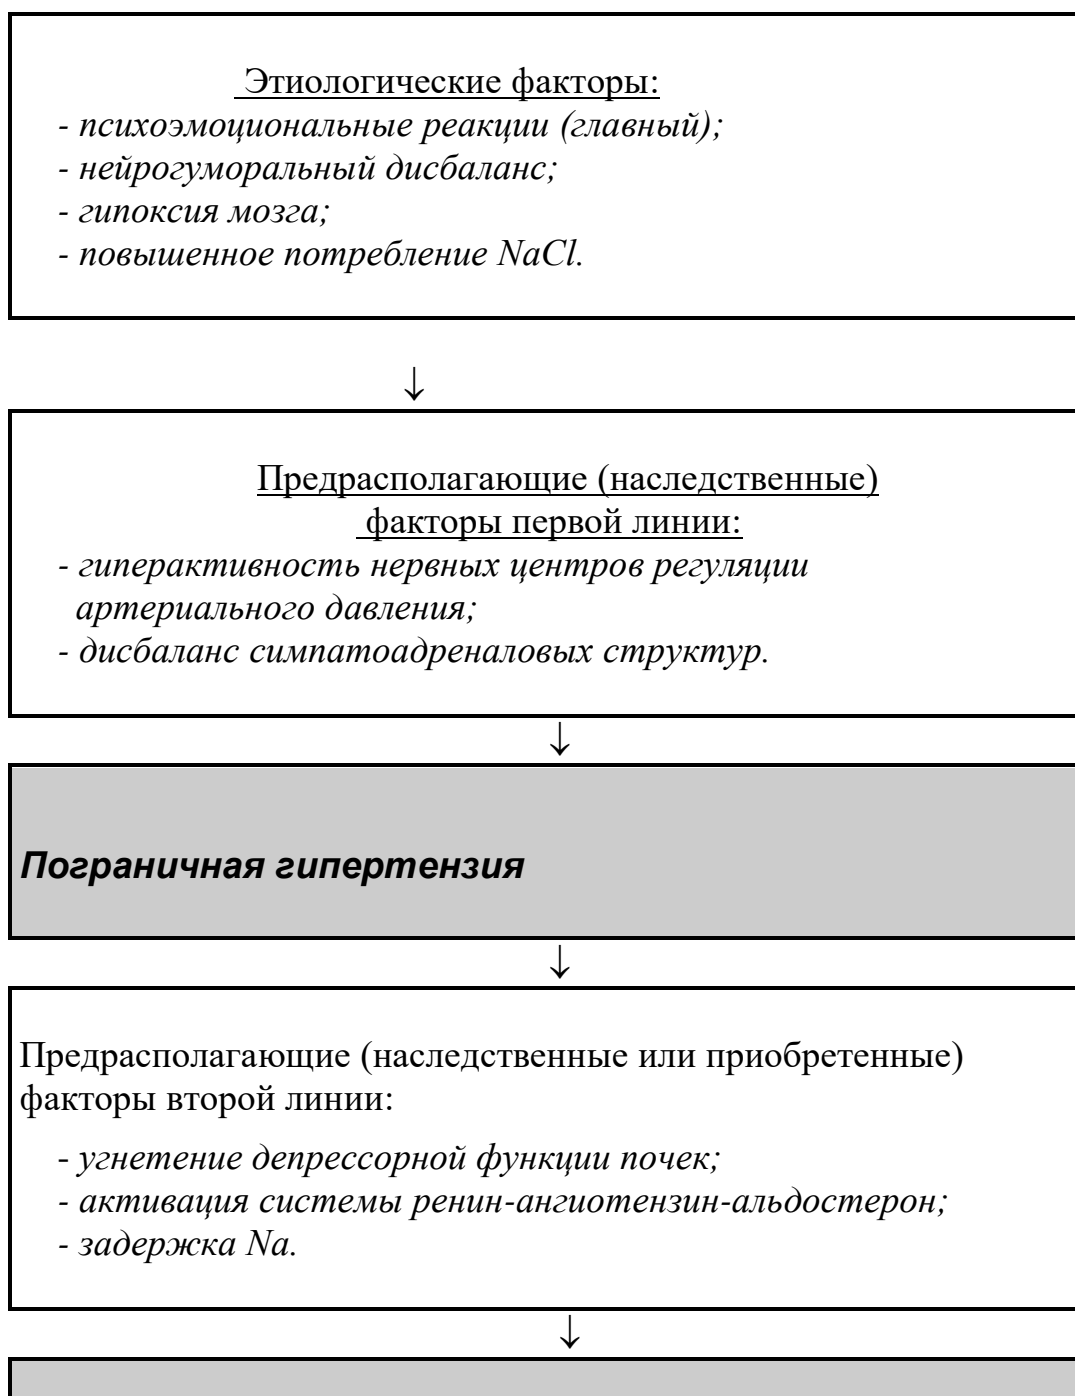 Этиологические факторы:
- психоэмоциональные реакции (главный);
- нейрогуморальный дисбаланс;
- гипоксия мозга;
- повышенное потребление NaCl.
↓
Предрасполагающие (наследственные)
факторы первой линии:
- гиперактивность нервных центров регуляции
артериального давления;
- дисбаланс симпатоадреналовых структур.
↓
Пограничная гипертензия
↓
Предрасполагающие (наследственные или приобретенные)
факторы второй линии:
- угнетение депрессорной функции почек;
- активация системы ренин-ангиотензин-альдостерон;
- задержка Na.
↓